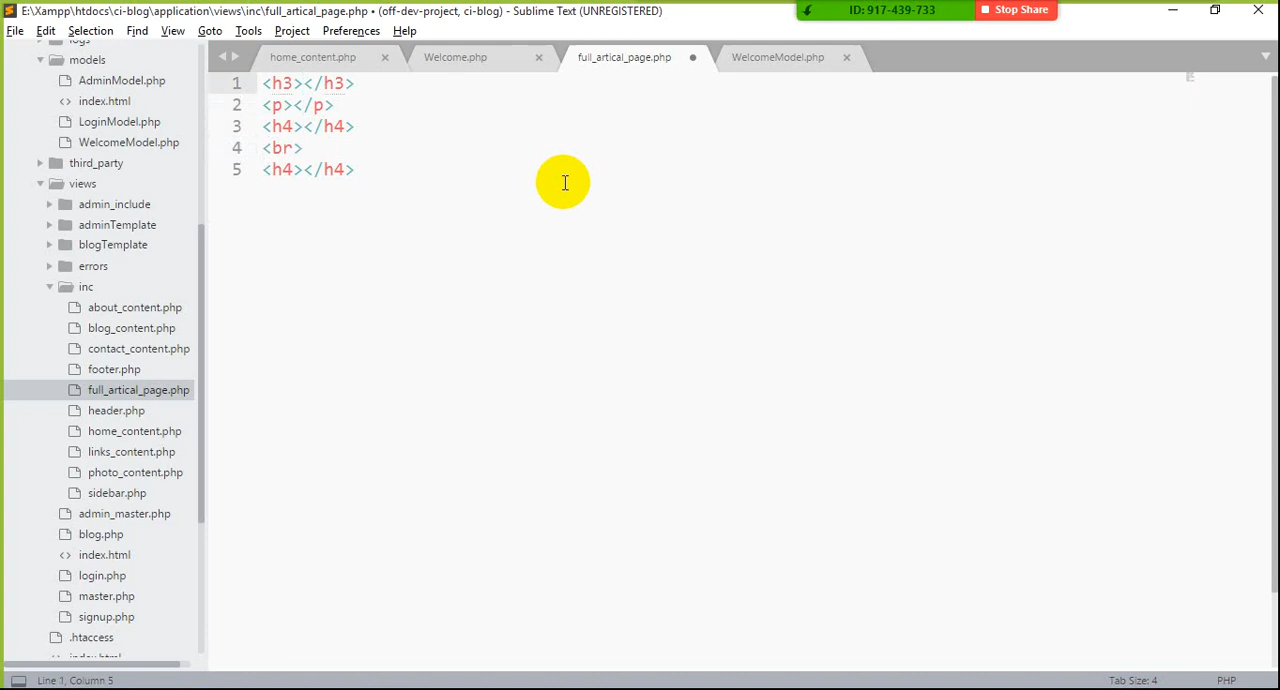 E:\Xampp\htdocs\ci-blog\application\views\inc\full_artical_page.php • (off-dev-project, ci-blog) - Sublime Text (UNREGISTERED)
ID: 917-439-733
Stop Share
File Edit Selection Find View Goto Tools Project Preferences Help
logs
models
AdminModel.php
<> index.html
LoginModel.php
WelcomeModel.php
third_party
views
admin_include
adminTemplate
blogTemplate
errors
inc
about_content.php
blog_content.php
contact_content.php
footer.php
full_artical_page.php
header.php
home_content.php
links_content.php
photo_content.php
sidebar.php
admin_master.php
blog.php
<> index.html
login.php
master.php
signup.php
.htaccess
index.html
home_content.php
Welcome.php
full_artical_page.php
WelcomeModel.php
1 <h3></h3>
2 <p></p>
3 <h4></h4>
4 <br>
5 <h4></h4>
Line 1, Column 5
Tab Size: 4
PHP